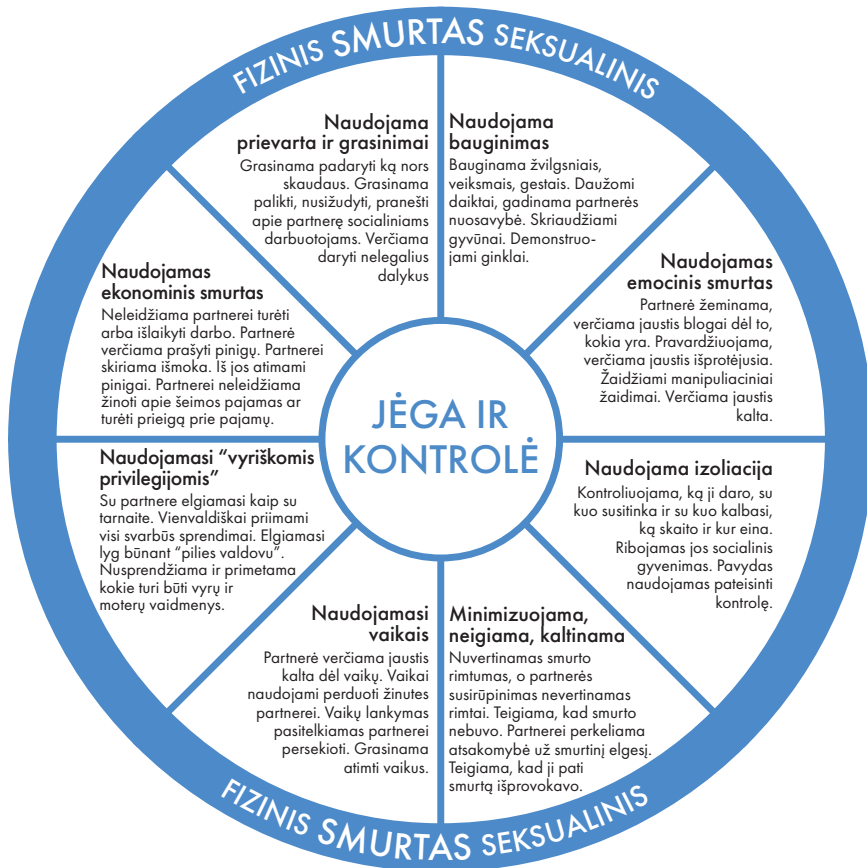 FIZINIS SMURTAS SEKSUALINIS
Naudojama
prievarta ir grasinimai
Grasinama padaryti ką nors
skaudaus. Grasinama
palikti, nusižudyti, pranešti
apie partnerę socialiniams
darbuotojams. Verčiama
daryti nelegalius
dalykus
Naudojama
bauginimas
Bauginama žvilgsniais,
veiksmais, gestais. Daužomi
daiktai, gadinama partnerės
nuosavybė. Skriaudžiami
gyvūnai. Demonstruo-
jami ginklai.
Naudojamas
emocinis smurtas
Partnerė žeminama,
verčiama jaustis blogai dėl to,
kokia yra. Pravardžiuojama,
verčiama jaustis išprotėjusia.
Žaidžiami manipuliaciniai
žaidimai. Verčiama jaustis
kalta.
Naudojama izoliacija
Kontroliuojama, ką ji daro, su
kuo susitinka ir su kuo kalbasi,
ką skaito ir kur eina.
Ribojamas jos socialinis
gyvenimas. Pavydas
naudojamas pateisinti
kontrolę.
Minimizuojama,
neigiama, kaltinama
Nuvertinamas smurto
rimtumas, o partnerės
susirūpinimas nevertinamas
rimtai. Teigiama, kad smurto
nebuvo. Partnerei perkeliama
atsakomybė už smurtinį elgesį.
Teigiama, kad ji pati
smurtą išprovokavo.
Naudojamasi
vaikais
Partnerė verčiama jaustis
kalta dėl vaikų. Vaikai
naudojami perduoti žinutes
partnerei. Vaikų lankymas
pasitelkiamas partnerei
persekioti. Grasinama
atimti vaikus.
Naudojamasi “vyriškomis
privilegijomis”
Su partnere elgiamasi kaip su
tarnaite. Vienvaldiškai priimami
visi svarbūs sprendimai. Elgiamasi
lyg būnant “pilies valdovu”.
Nusprendžiama ir primetama
kokie turi būti vyrų ir
moterų vaidmenys.
Naudojamas
ekonominis smurtas
Neleidžiama partnerei turėti
arba išlaikyti darbo. Partnerė
verčiama prašyti pinigų. Partnerei
skiriama išmoka. Iš jos atimami
pinigai. Partnerei neleidžiama
žinoti apie šeimos pajamas ar
turėti prieigą prie pajamų.
JĖGA IR
KONTROLĖ
FIZINIS SMURTAS SEKSUALINIS